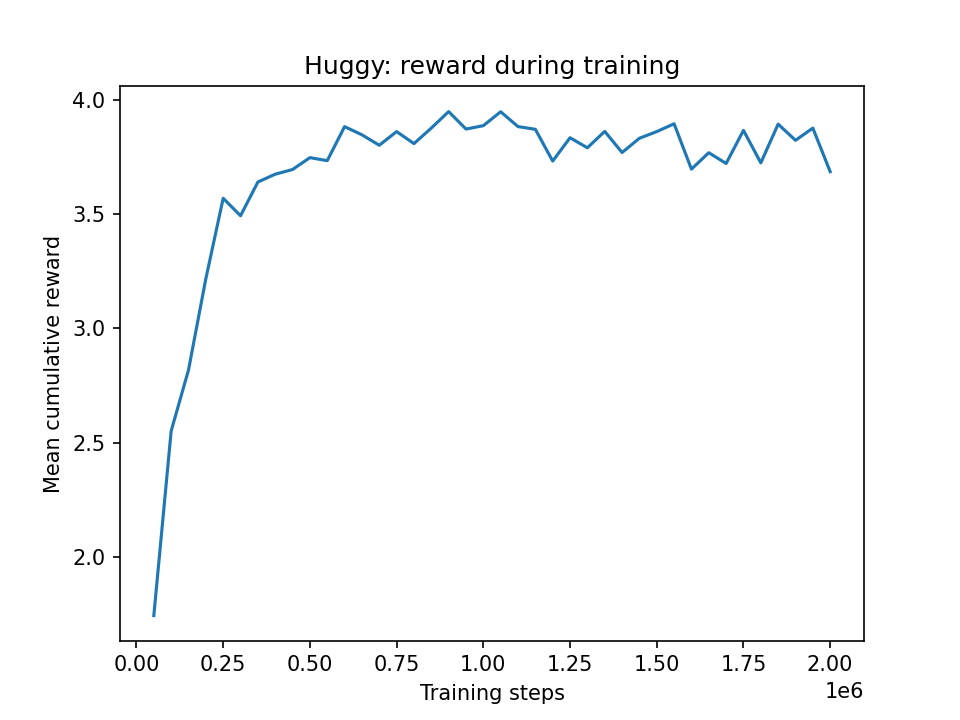 Huggy: reward during training
Mean cumulative reward
4.0
3.5
3.0
2.5
2.0
0.00 0.25 0.50 0.75 1.00 1.25 1.50 1.75 2.00
1e6
Training steps